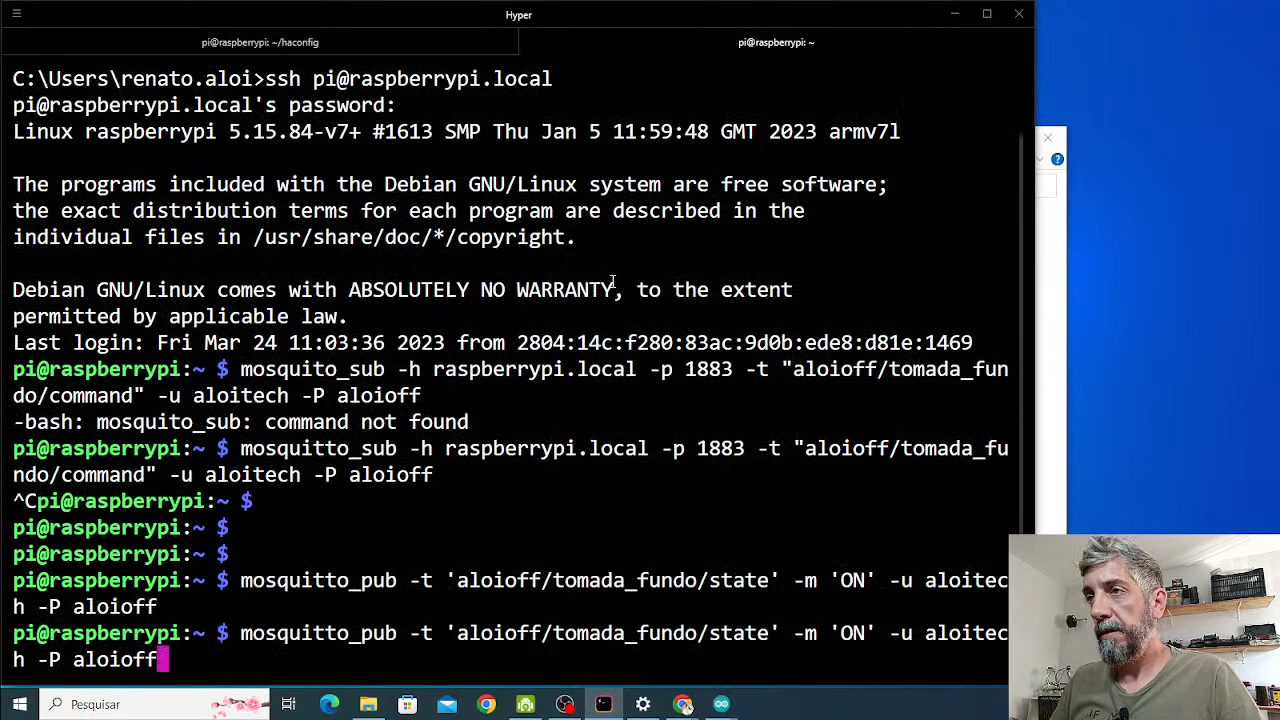 Hyper
pi@raspberrypi: ~/haconfig
pi@raspberrypi: ~
C:\Users\renato.aloi>ssh pi@raspberrypi.local
pi@raspberrypi.local's password:
Linux raspberrypi 5.15.84-v7+ #1613 SMP Thu Jan 5 11:59:48 GMT 2023 armv7l
The programs included with the Debian GNU/Linux system are free software;
the exact distribution terms for each program are described in the
individual files in /usr/share/doc/*/copyright.
Debian GNU/Linux comes with ABSOLUTELY NO WARRANTY, to the extent
permitted by applicable law.
Last login: Fri Mar 24 11:03:36 2023 from 2804:14c:f280:83ac:9d0b:ede8:d81e:1469
pi@raspberrypi:~ $ mosquito_sub -h raspberrypi.local -p 1883 -t "aloioff/tomada_fun
do/command" -u aloitech -P aloioff
-bash: mosquito_sub: command not found
pi@raspberrypi:~ $ mosquitto_sub -h raspberrypi.local -p 1883 -t "aloioff/tomada_fu
ndo/command" -u aloitech -P aloioff
^Cpi@raspberrypi:~ $
pi@raspberrypi:~ $
pi@raspberrypi:~ $
pi@raspberrypi:~ $ mosquitto_pub -t 'aloioff/tomada_fundo/state' -m 'ON' -u aloitec
h -P aloioff
pi@raspberrypi:~ $ mosquitto_pub -t 'aloioff/tomada_fundo/state' -m 'ON' -u aloitec
h -P aloioff
Pesquisar